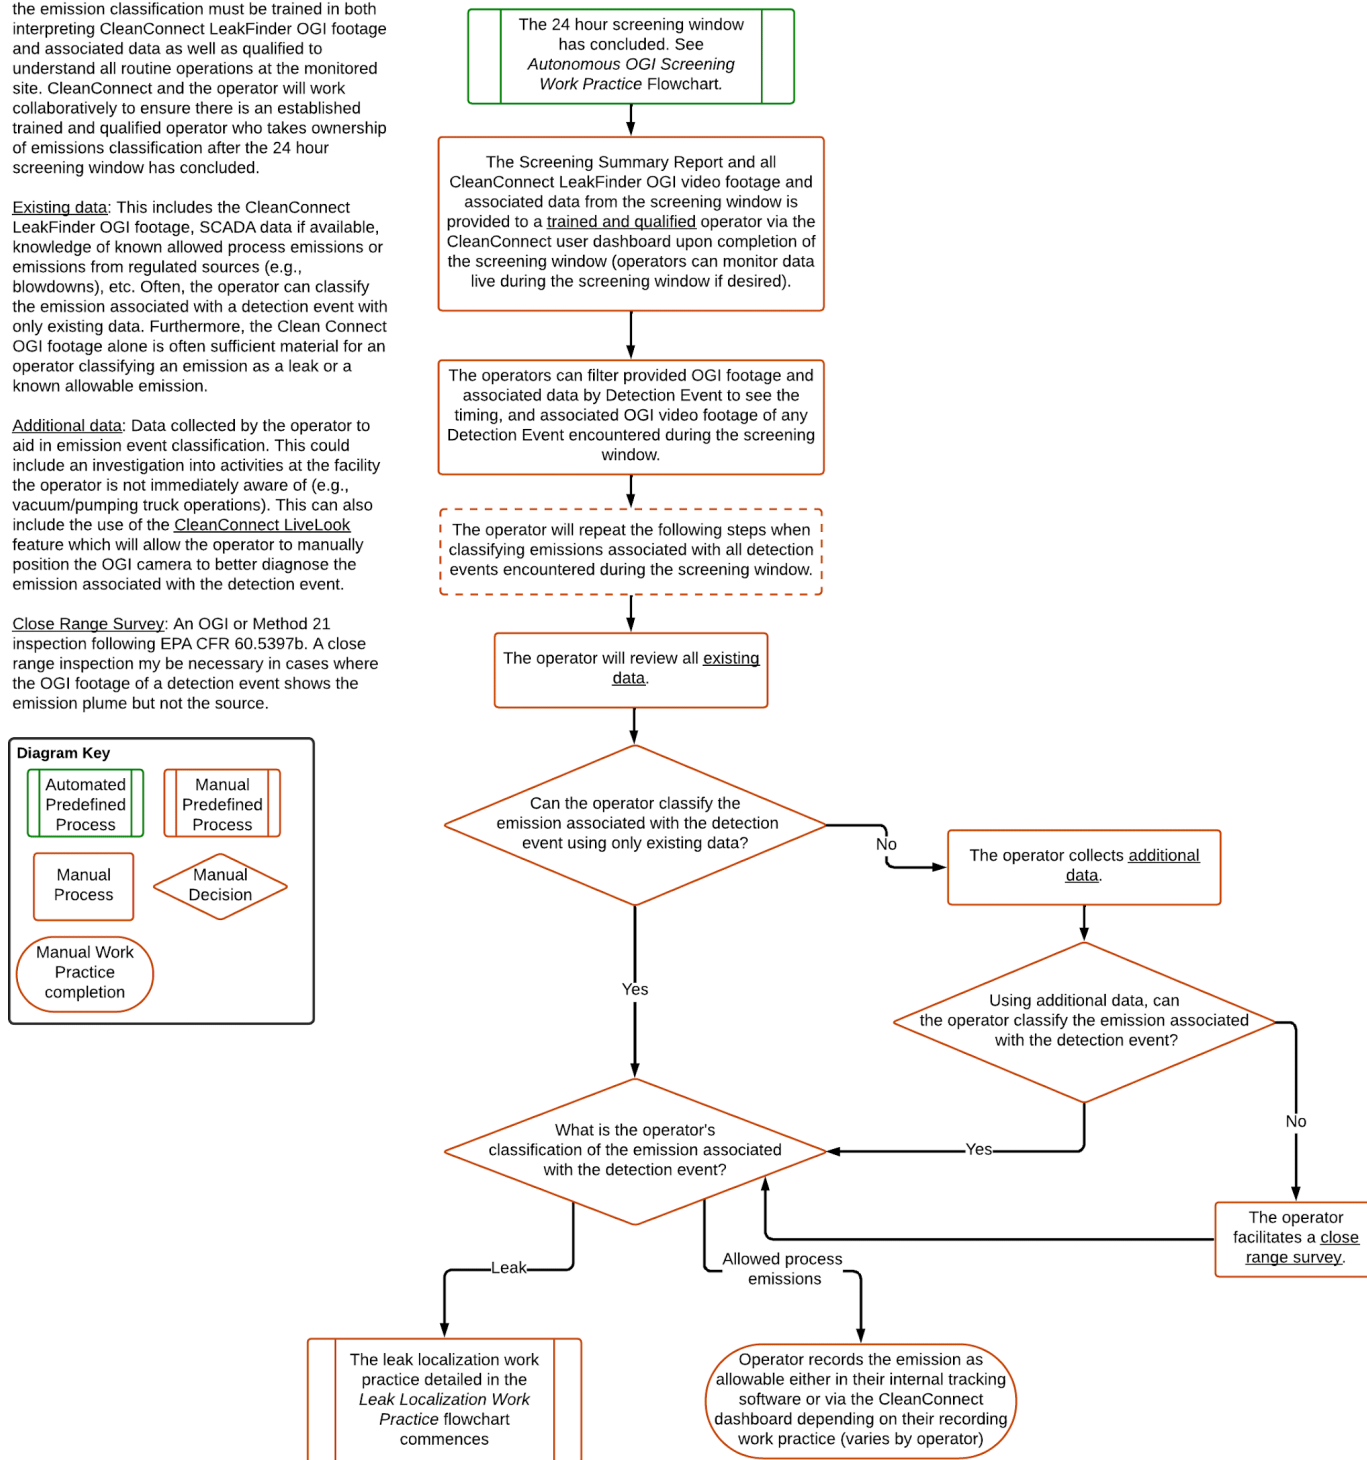 the emission classification must be trained in both
interpreting CleanConnect LeakFinder OGI footage
and associated data as well as qualified to
understand all routine operations at the monitored
site. CleanConnect and the operator will work
collaboratively to ensure there is an established
trained and qualified operator who takes ownership
of emissions classification after the 24 hour
screening window has concluded.
Existing data: This includes the CleanConnect
LeakFinder OGI footage, SCADA data if available,
knowledge of known allowed process emissions or
emissions from regulated sources (e.g.,
blowdowns), etc. Often, the operator can classify
the emission associated with a detection event with
only existing data. Furthermore, the Clean Connect
OGI footage alone is often sufficient material for an
operator classifying an emission as a leak or a
known allowable emission.
Additional data: Data collected by the operator to
aid in emission event classification. This could
include an investigation into activities at the facility
the operator is not immediately aware of (e.g.,
vacuum/pumping truck operations). This can also
include the use of the CleanConnect LiveLook
feature which will allow the operator to manually
position the OGI camera to better diagnose the
emission associated with the detection event.
Close Range Survey: An OGI or Method 21
inspection following EPA CFR 60.5397b. A close
range inspection my be necessary in cases where
the OGI footage of a detection event shows the
emission plume but not the source.
Diagram Key
Automated
Predefined
Process
Manual
Predefined
Process
Manual
Process
Manual
Decision
Manual Work
Practice
completion
The 24 hour screening window
has concluded. See
Autonomous OGI Screening
Work Practice Flowchart.
The Screening Summary Report and all
CleanConnect LeakFinder OGI video footage and
associated data from the screening window is
provided to a trained and qualified operator via the
CleanConnect user dashboard upon completion of
the screening window (operators can monitor data
live during the screening window if desired).
The operators can filter provided OGI footage and
associated data by Detection Event to see the
timing, and associated OGI video footage of any
Detection Event encountered during the screening
window.
The operator will repeat the following steps when
classifying emissions associated with all detection
events encountered during the screening window.
The operator will review all existing
data.
Can the operator classify the
emission associated with the detection
event using only existing data?
No
The operator collects additional
data.
Yes
Using additional data, can
the operator classify the emission associated
with the detection event?
No
Yes
What is the operator's
classification of the emission associated
with the detection event?
The operator
facilitates a close
range survey.
Leak
Allowed process
emissions
The leak localization work
practice detailed in the
Leak Localization Work
Practice flowchart
commences
Operator records the emission as
allowable either in their internal tracking
software or via the CleanConnect
dashboard depending on their recording
work practice (varies by operator)